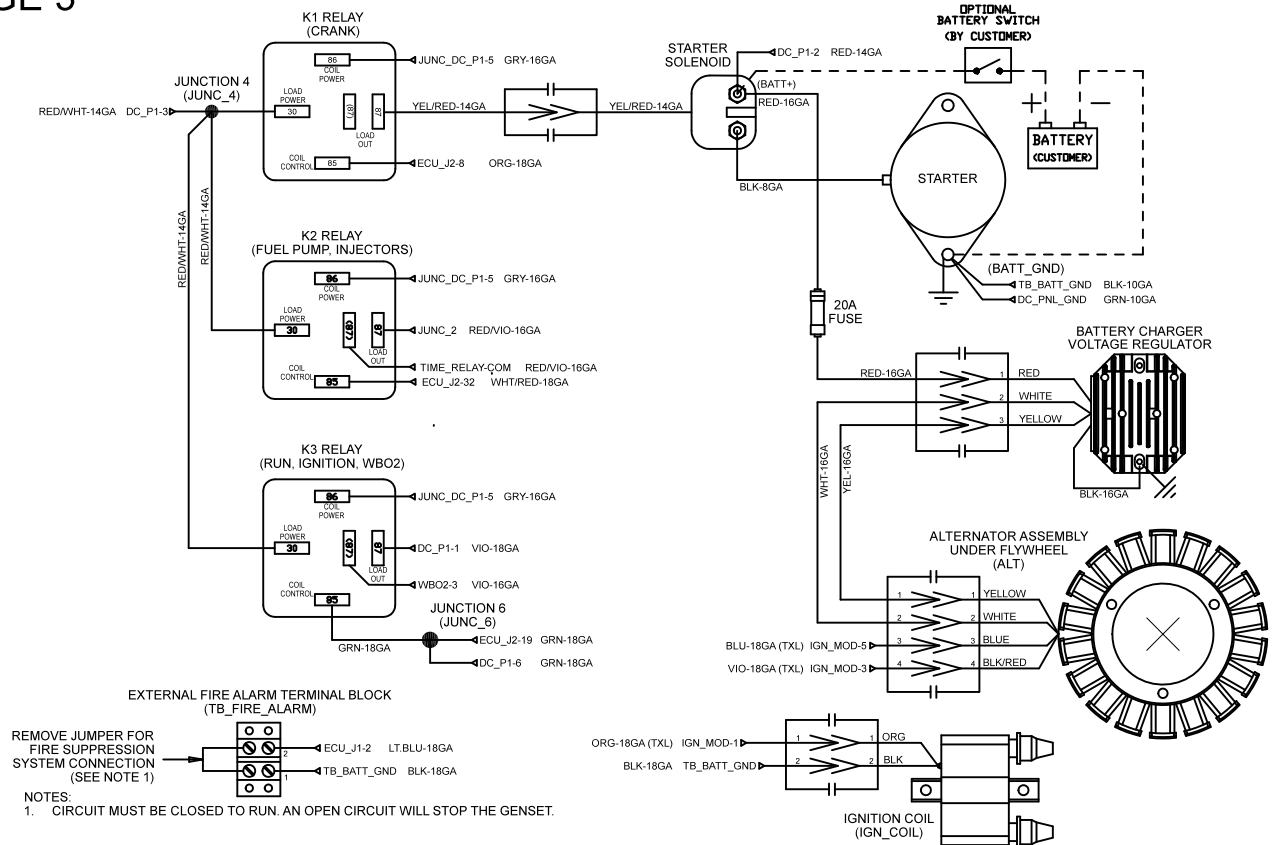 K1 RELAY
(CRANK)
86
COIL
POWER
JUNC_DC_P1-5 GRY-16GA
JUNCTION 4
(JUNC_4)
RED/WHT-14GA DC_P1-3
LOAD
POWER
30
(87)
87
LOAD
OUT
YEL/RED-14GA
YEL/RED-14GA
COIL
CONTROL
85
ECU_J2-8 ORG-18GA
RED/WHT-14GA
RED/WHT-14GA
K2 RELAY
(FUEL PUMP, INJECTORS)
86
COIL
POWER
JUNC_DC_P1-5 GRY-16GA
LOAD
POWER
30
(87)
87
LOAD
OUT
JUNC_2 RED/VIO-16GA
TIME_RELAY-COM RED/VIO-16GA
COIL
CONTROL
85
ECU_J2-32 WHT/RED-18GA
K3 RELAY
(RUN, IGNITION, WBO2)
86
COIL
POWER
JUNC_DC_P1-5 GRY-16GA
LOAD
POWER
30
(87)
87
LOAD
OUT
DC_P1-1 VIO-18GA
WBO2-3 VIO-16GA
COIL
CONTROL
85
JUNCTION 6
(JUNC_6)
GRN-18GA
ECU_J2-19 GRN-18GA
DC_P1-6 GRN-18GA
STARTER
SOLENOID
DC_P1-2 RED-14GA
(BATT+)
RED-16GA
BLK-8GA
OPTIONAL
BATTERY SWITCH
(BY CUSTOMER)
+
−
BATTERY
(CUSTOMER)
STARTER
(BATT_GND)
TB_BATT_GND BLK-10GA
DC_PNL_GND GRN-10GA
20A
FUSE
BATTERY CHARGER
VOLTAGE REGULATOR
RED-16GA
1
RED
2
WHITE
3
YELLOW
BLK-16GA
WHT-16GA
YEL-16GA
ALTERNATOR ASSEMBLY
UNDER FLYWHEEL
(ALT)
1
1
YELLOW
2
2
WHITE
BLU-18GA (TXL) IGN_MOD-5
3
3
BLUE
VIO-18GA (TXL) IGN_MOD-3
4
4
BLK/RED
ORG-18GA (TXL) IGN_MOD-1
1
1
ORG
BLK-18GA TB_BATT_GND
2
2
BLK
IGNITION COIL
(IGN_COIL)
EXTERNAL FIRE ALARM TERMINAL BLOCK
(TB_FIRE_ALARM)
REMOVE JUMPER FOR
FIRE SUPPRESSION
SYSTEM CONNECTION
(SEE NOTE 1)
2
ECU_J1-2 LT.BLU-18GA
1
TB_BATT_GND BLK-18GA
NOTES:
1. CIRCUIT MUST BE CLOSED TO RUN. AN OPEN CIRCUIT WILL STOP THE GENSET.